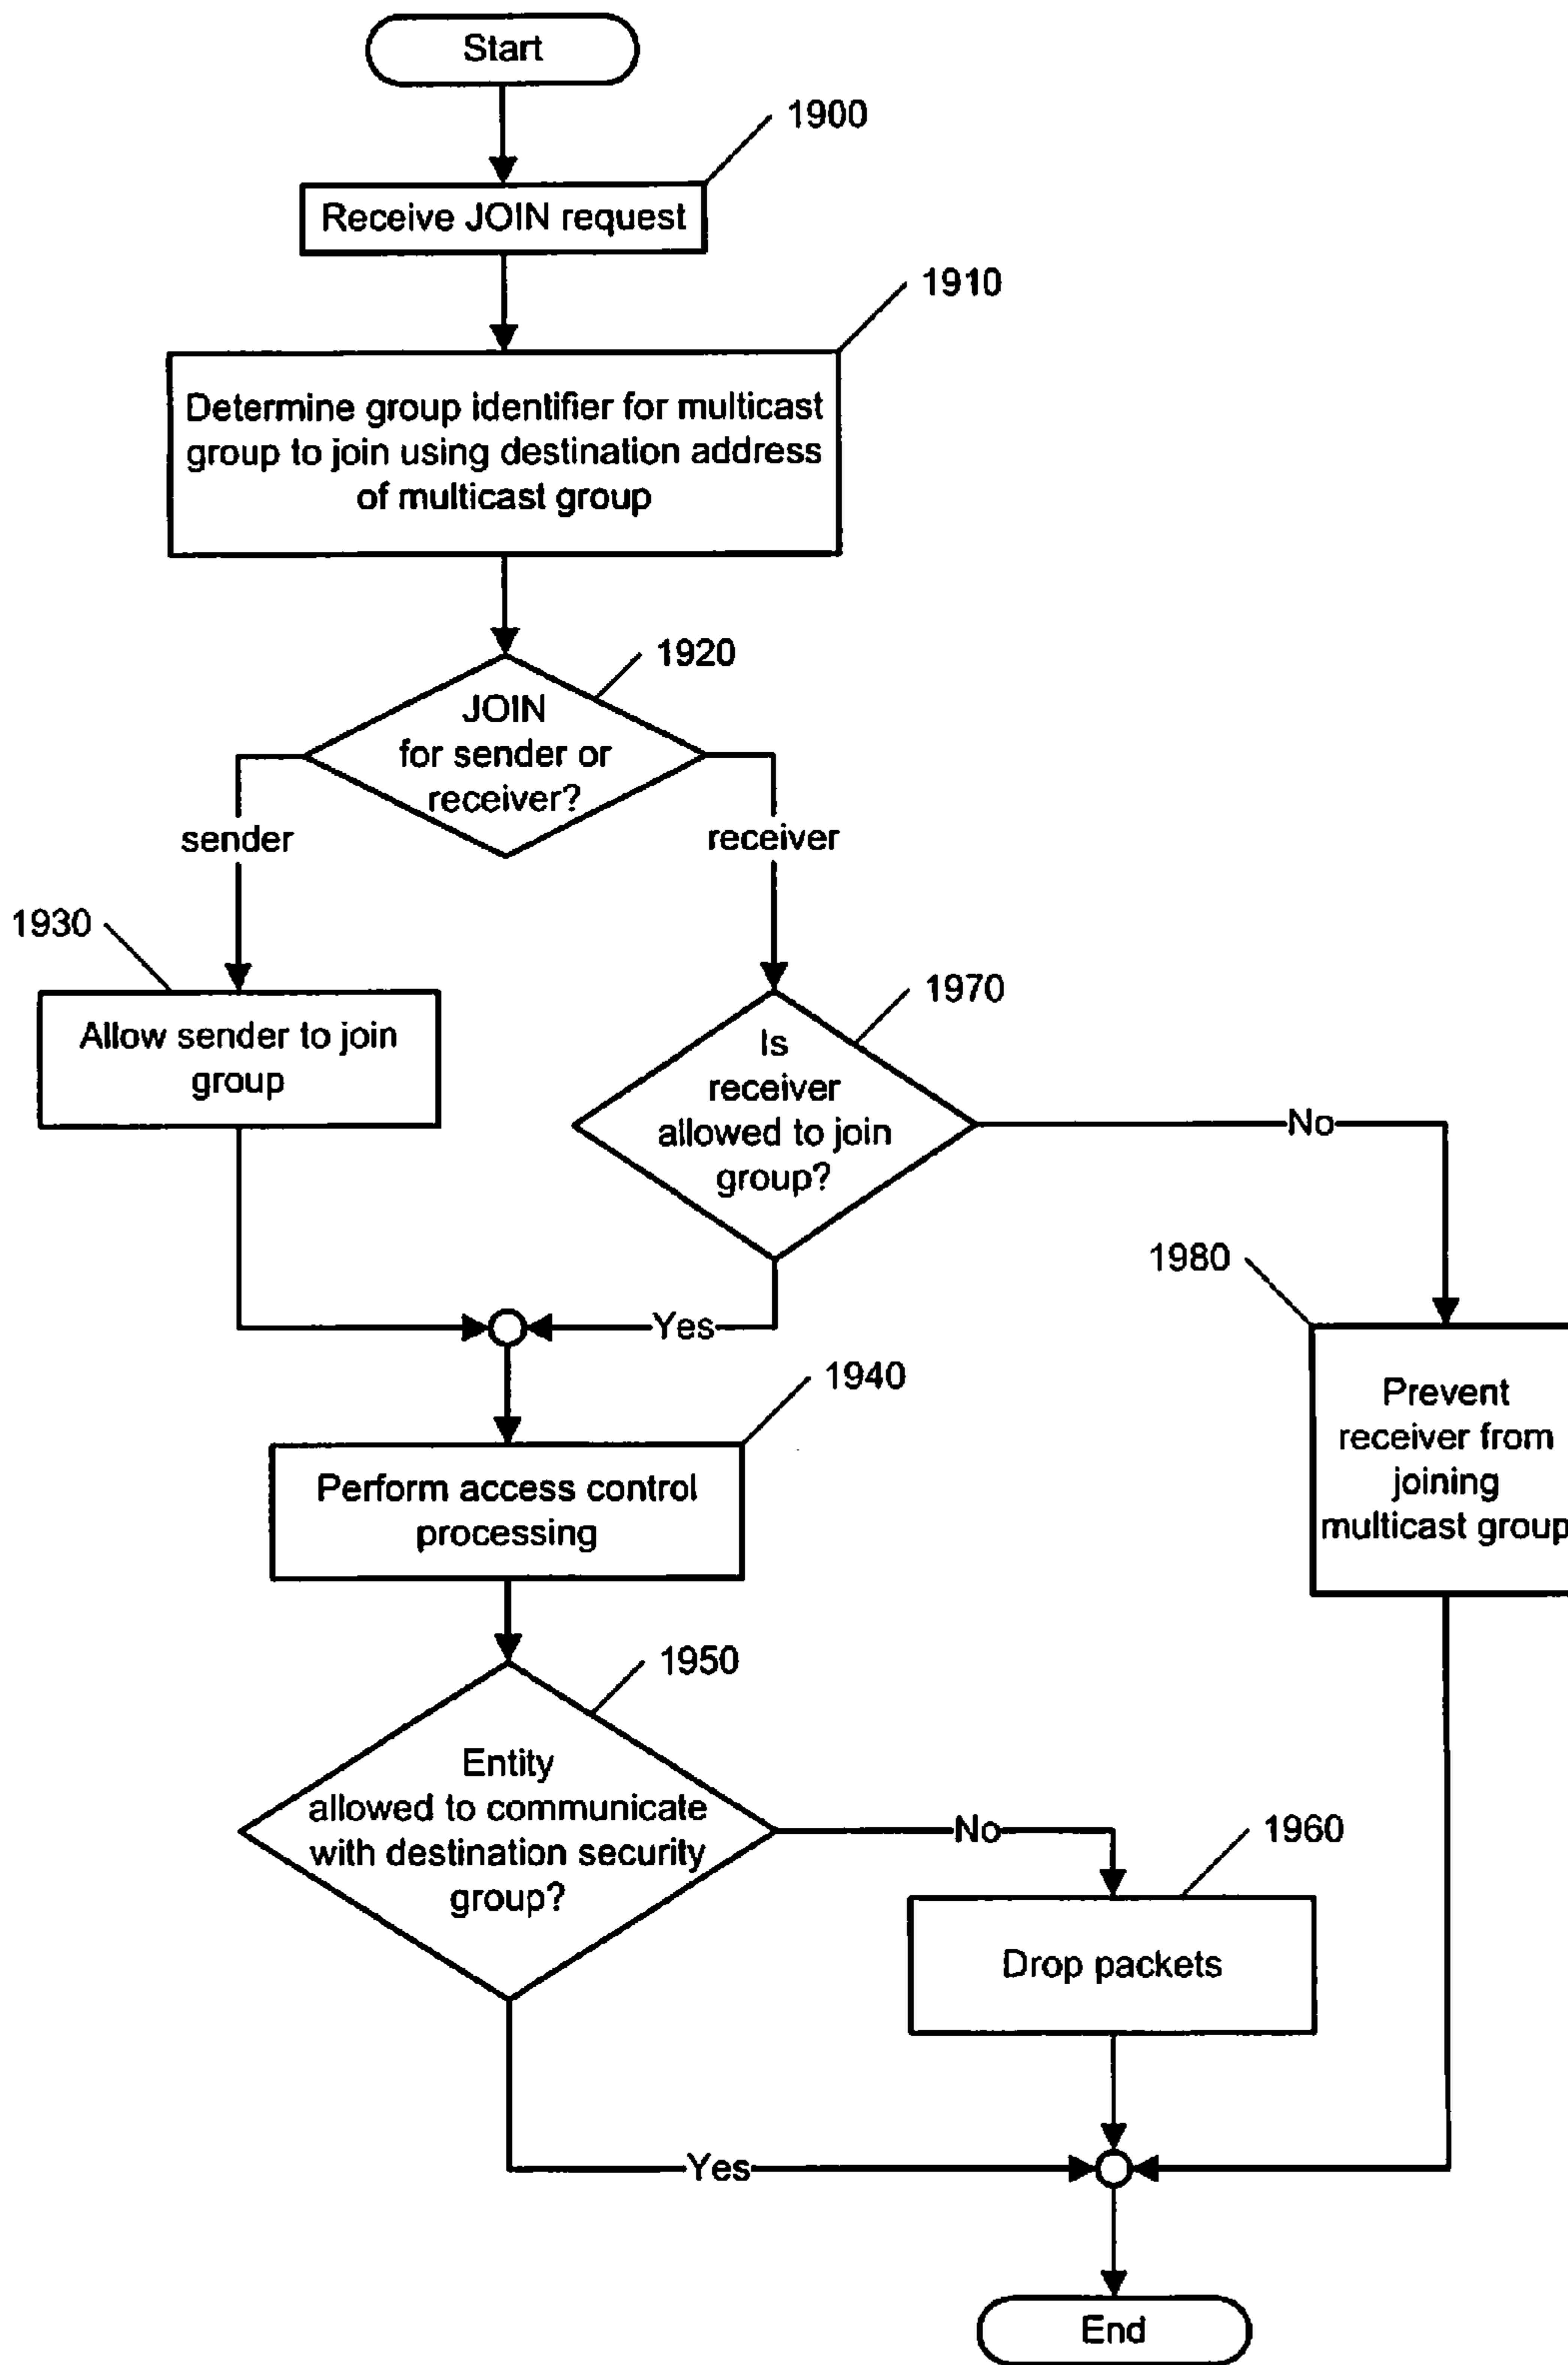 Start
1900
Receive JOIN request
1910
Determine group identifier for multicast
group to join using destination address
of multicast group
1920
JOIN
for sender or
receiver?
sender
receiver
1930
Allow sender to join
group
1970
Is
receiver
allowed to join
group?
No
Yes
1980
Prevent
receiver from
joining
multicast group
1940
Perform access control
processing
1950
Entity
allowed to communicate
with destination security
group?
No
1960
Drop packets
Yes
End